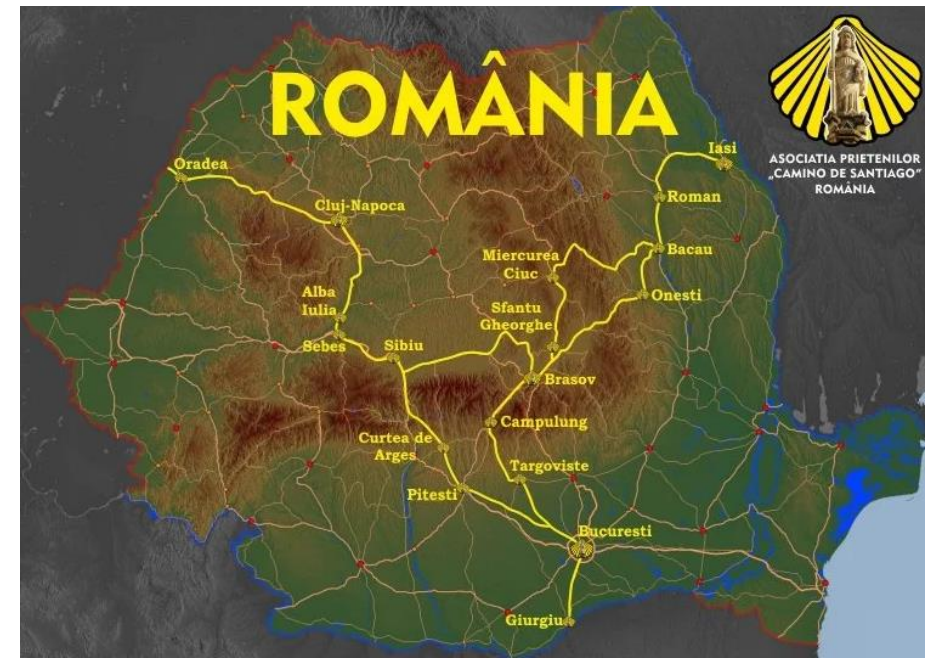 ROMÂNIA
ASOCIATIA PRIETENILOR
„CAMINO DE SANTIAGO”
ROMÂNIA
Iasi
Oradea
Roman
Cluj-Napoca
Bacau
Miercurea
Ciuc
Onesti
Alba
Iulia
Sfantu
Gheorghe
Sebes
Sibiu
Brasov
Campulung
Curtea de
Arges
Targoviste
Pitesti
Bucuresti
Giurgiu